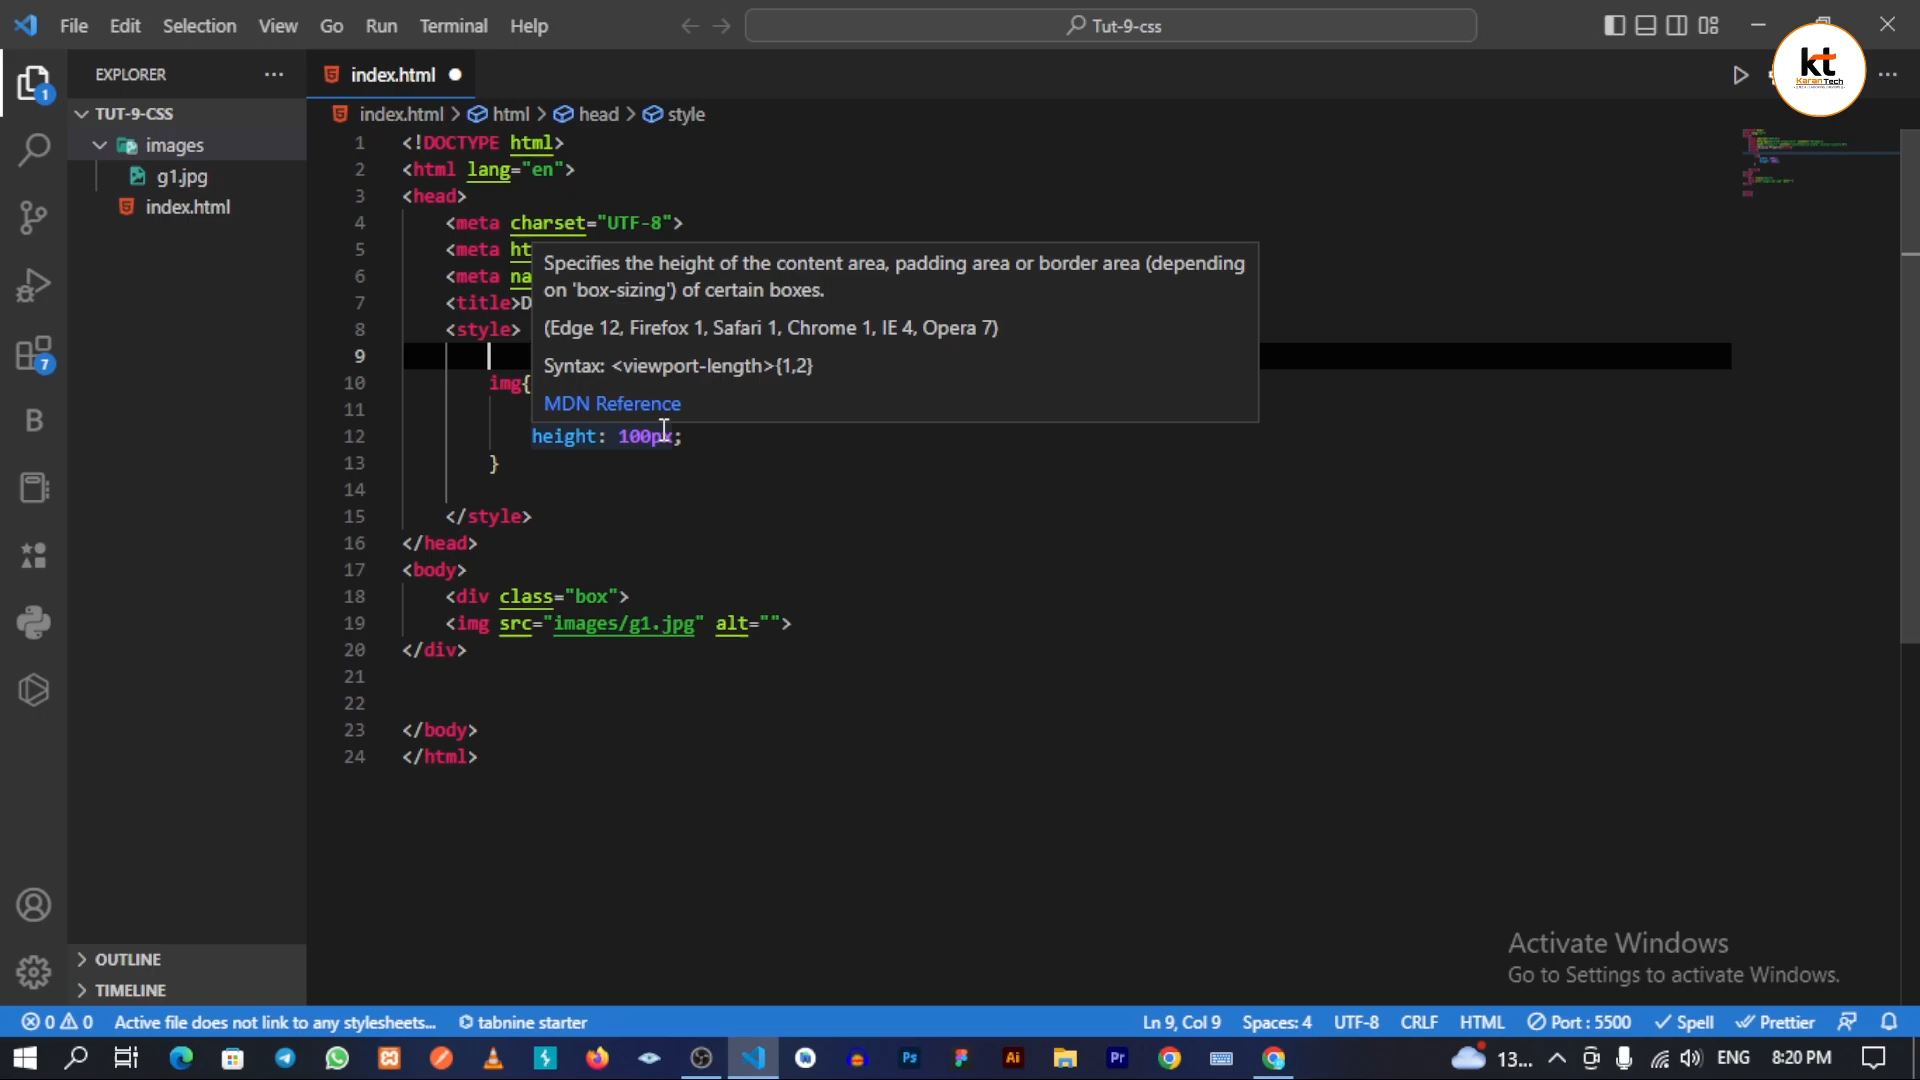 File Edit Selection View Go Run Terminal Help
Tut-9-css
kt
KaranTech
EXPLORER
index.html
1
TUT-9-CSS
index.html > html > head > style
images
g1.jpg
index.html
7
B
1 <!DOCTYPE html>
2 <html lang="en">
3 <head>
4 <meta charset="UTF-8">
5 <meta ht
6 <meta na
7 <title>D
8 <style>
9
10 img{
11
12 height: 100px;
13 }
14
15 </style>
16 </head>
17 <body>
18 <div class="box">
19 <img src="images/g1.jpg" alt="">
20 </div>
21
22
23 </body>
24 </html>
Specifies the height of the content area, padding area or border area (depending
on 'box-sizing') of certain boxes.
(Edge 12, Firefox 1, Safari 1, Chrome 1, IE 4, Opera 7)
Syntax: <viewport-length>{1,2}
MDN Reference
OUTLINE
TIMELINE
Activate Windows
Go to Settings to activate Windows.
0 0 Active file does not link to any stylesheets... tabnine starter Ln 9, Col 9 Spaces: 4 UTF-8 CRLF HTML Port : 5500 Spell Prettier
Ps Ai Pr 13... ENG 8:20 PM